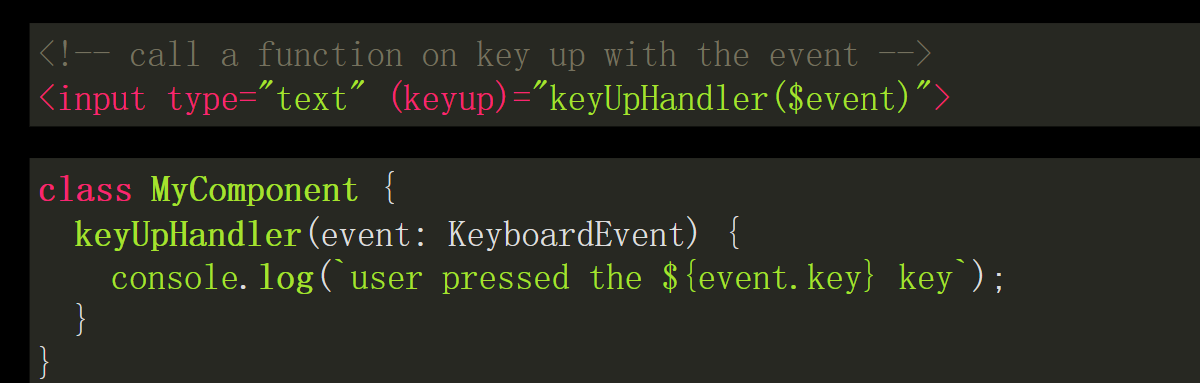 <!-- call a function on key up with the event -->
<input type="text" (keyup)="keyUpHandler($event)">
class MyComponent {
  keyUpHandler(event: KeyboardEvent) {
    console.log(`user pressed the ${event.key} key`);
  }
}